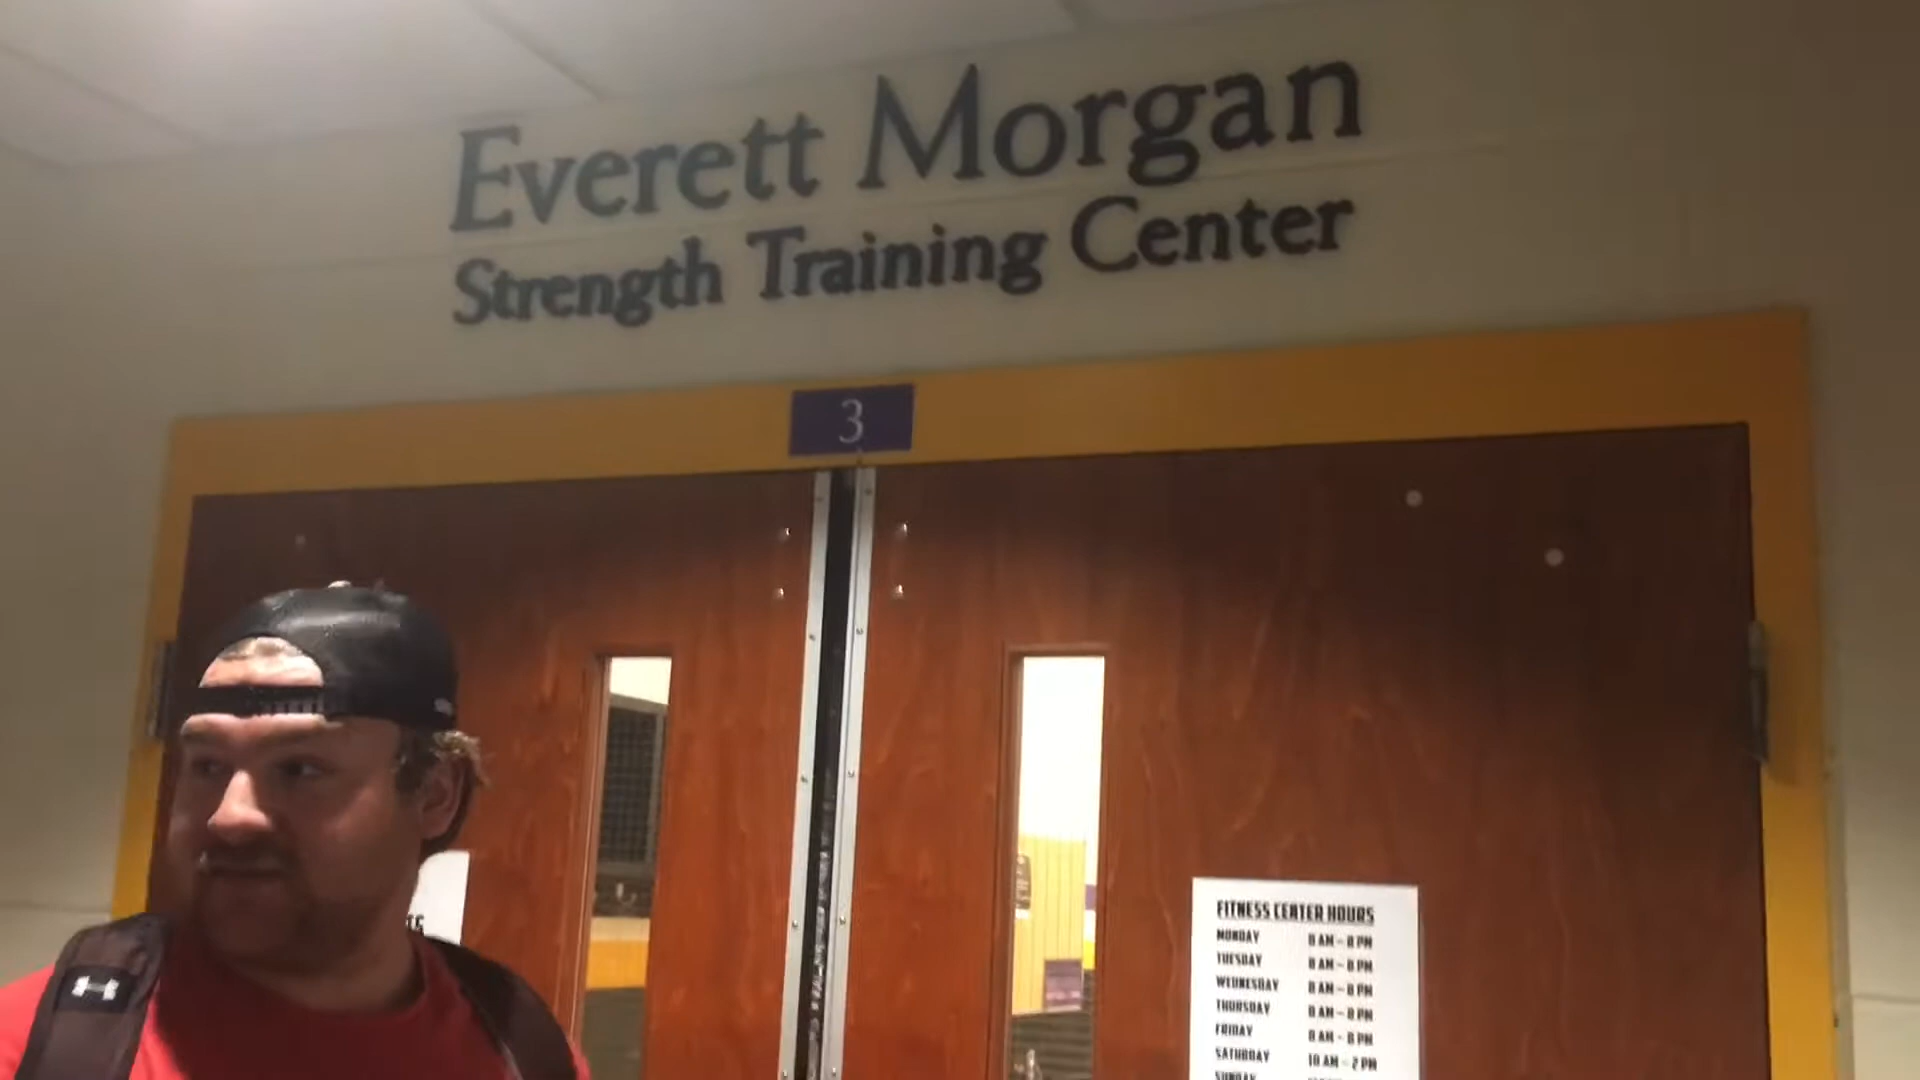 Everett Morgan
Strength Training Center
3
FITNESS CENTER HOURS
MONDAY 8 AM - 8 PM
TUESDAY 8 AM - 8 PM
WEDNESDAY 8 AM - 8 PM
THURSDAY 8 AM - 8 PM
FRIDAY 8 AM - 8 PM
SATURDAY 10 AM - 2 PM
SUNDAY